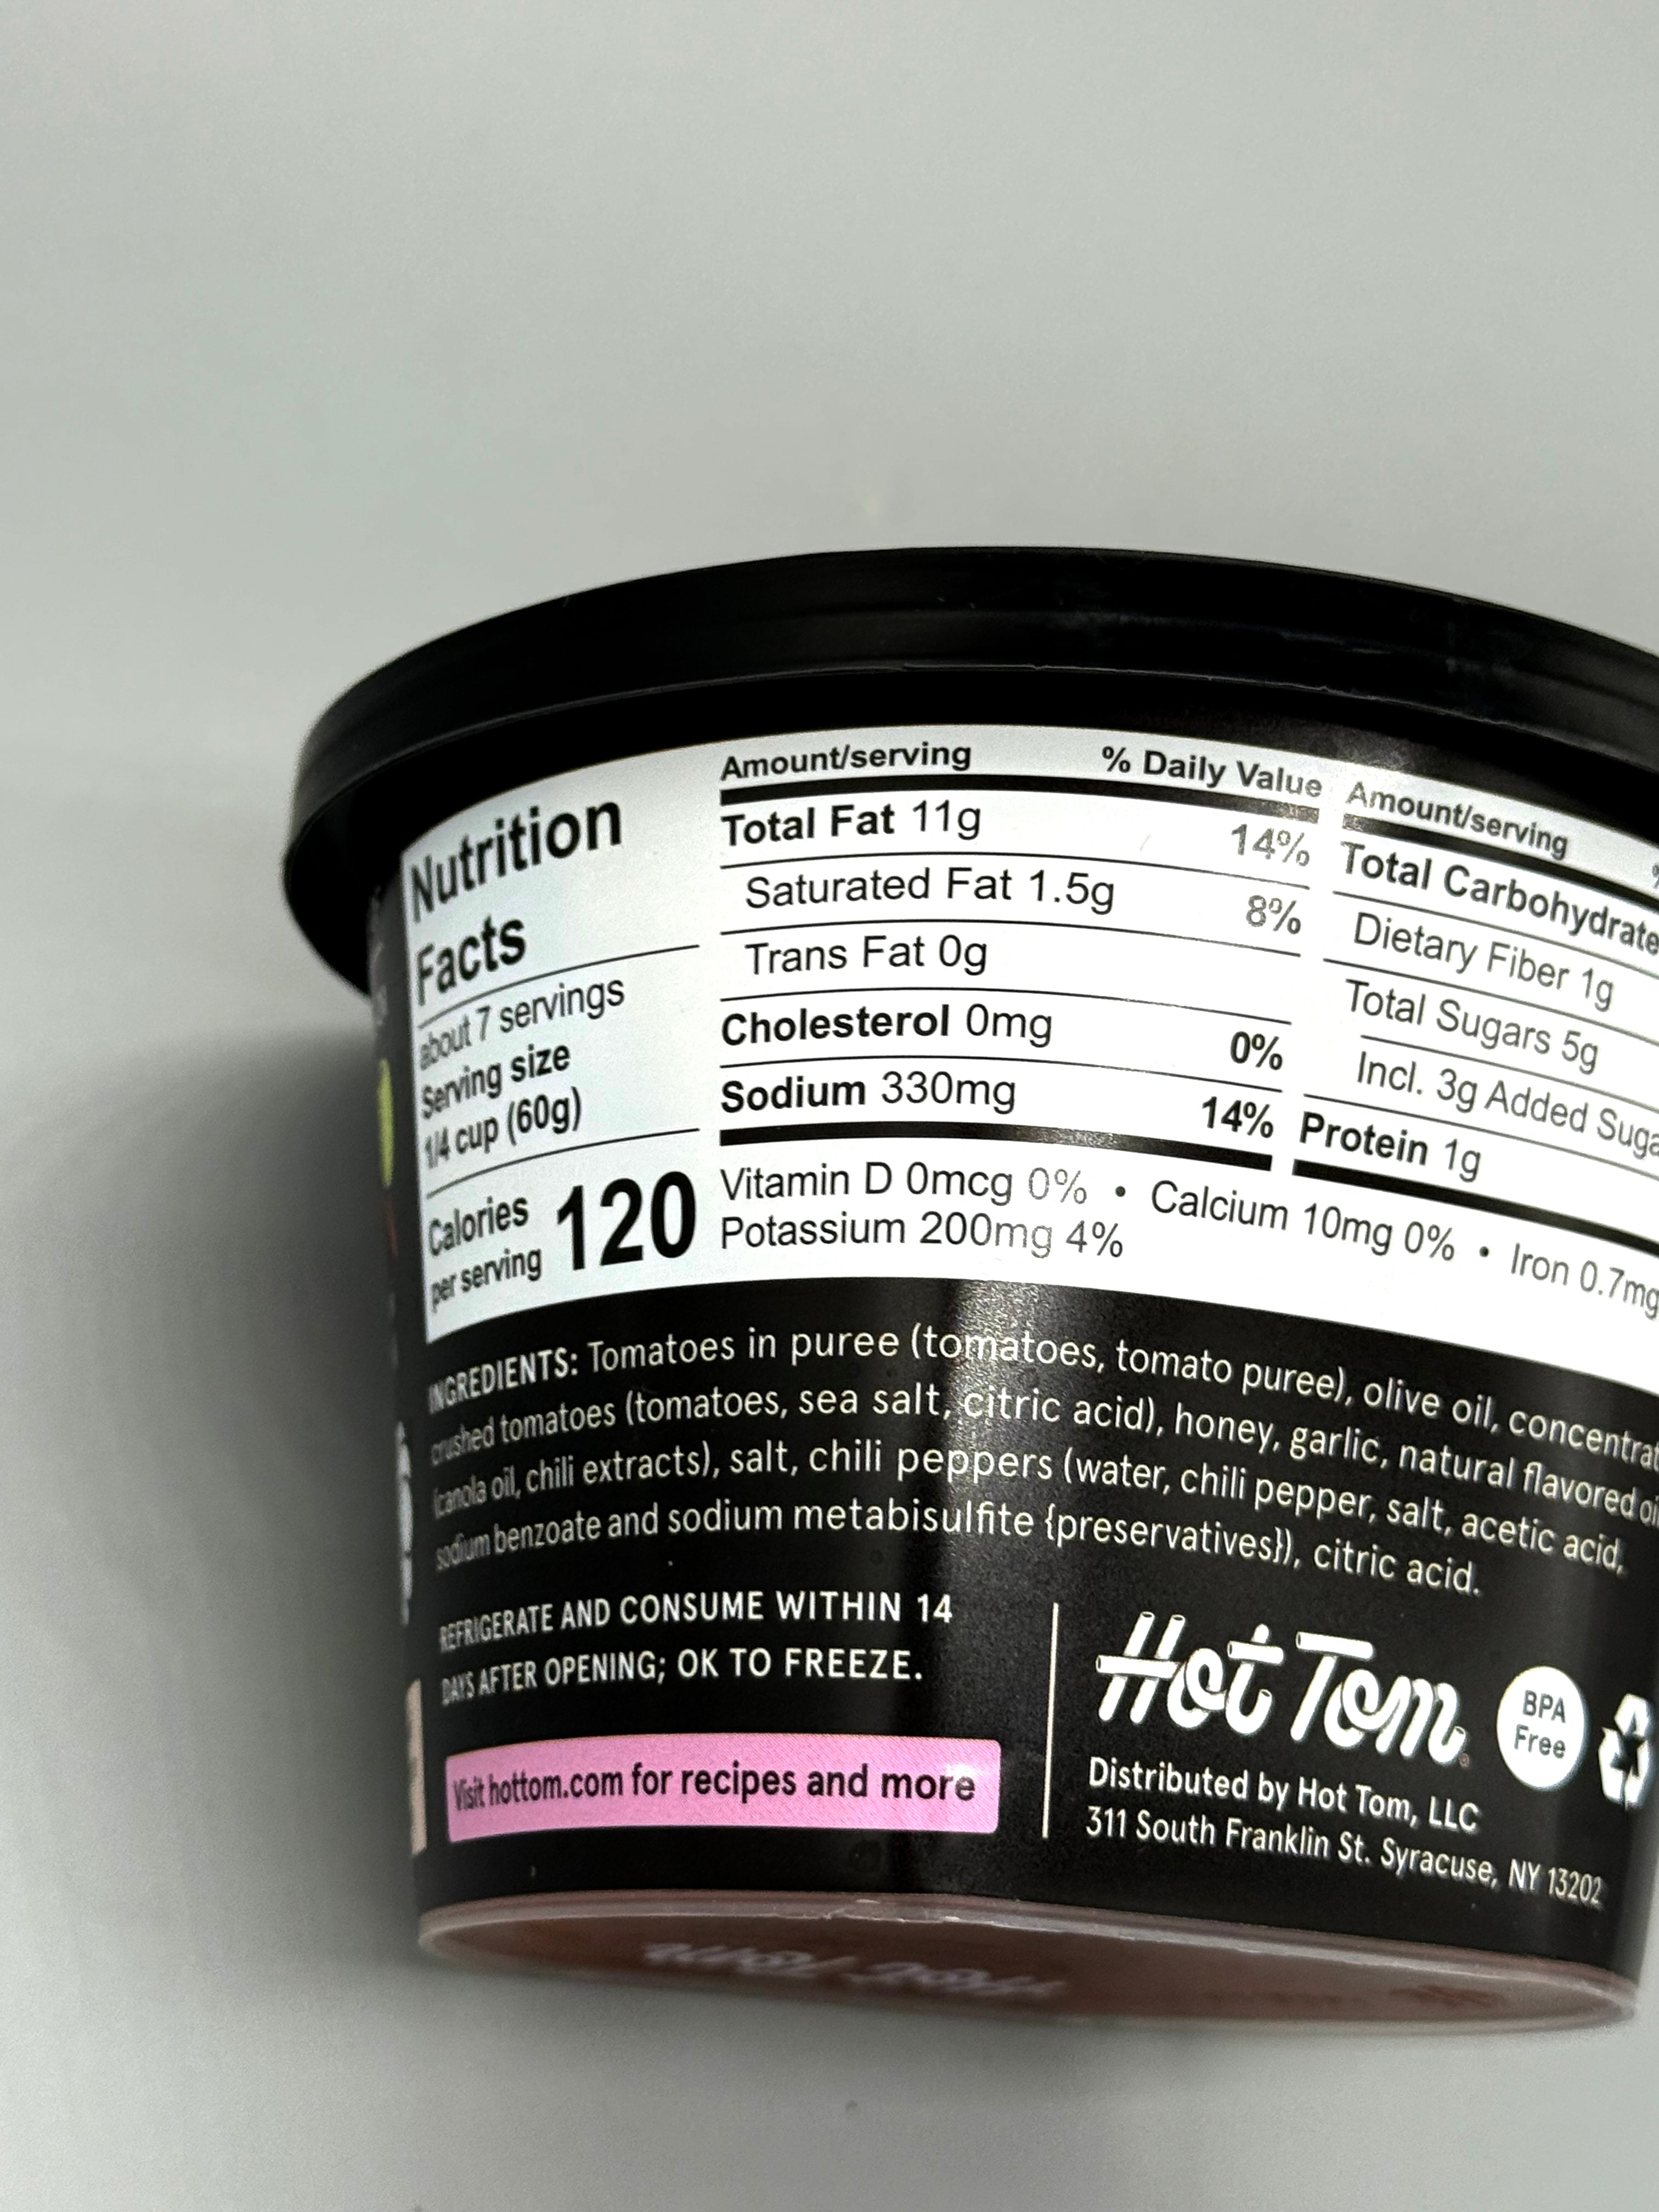 Nutrition
Facts
about 7 servings
Serving size
1/4 cup (60g)
Calories
per serving
120
Amount/serving % Daily Value
Total Fat 11g 14%
Saturated Fat 1.5g 8%
Trans Fat 0g
Cholesterol 0mg 0%
Sodium 330mg 14%
Amount/serving
Total Carbohydrate
Dietary Fiber 1g
Total Sugars 5g
Incl. 3g Added
Protein 1g
Vitamin D 0mcg 0% • Calcium 10mg 0% • Iron 0.7mg
Potassium 200mg 4%
INGREDIENTS: Tomatoes in puree (tomatoes, tomato puree), olive oil,
crushed tomatoes (tomatoes, sea salt, citric acid), honey, garlic, natural flavored
(canola oil, chili extracts), salt, chili peppers (water, chili pepper, salt, acetic acid,
sodium benzoate and sodium metabisulfite {preservatives}), citric acid.
REFRIGERATE AND CONSUME WITHIN 14
DAYS AFTER OPENING; OK TO FREEZE.
Visit hottom.com for recipes and more
Hot Tom
BPA
Free
Distributed by Hot Tom, LLC
311 South Franklin St. Syracuse, NY 13202
Hot Tom